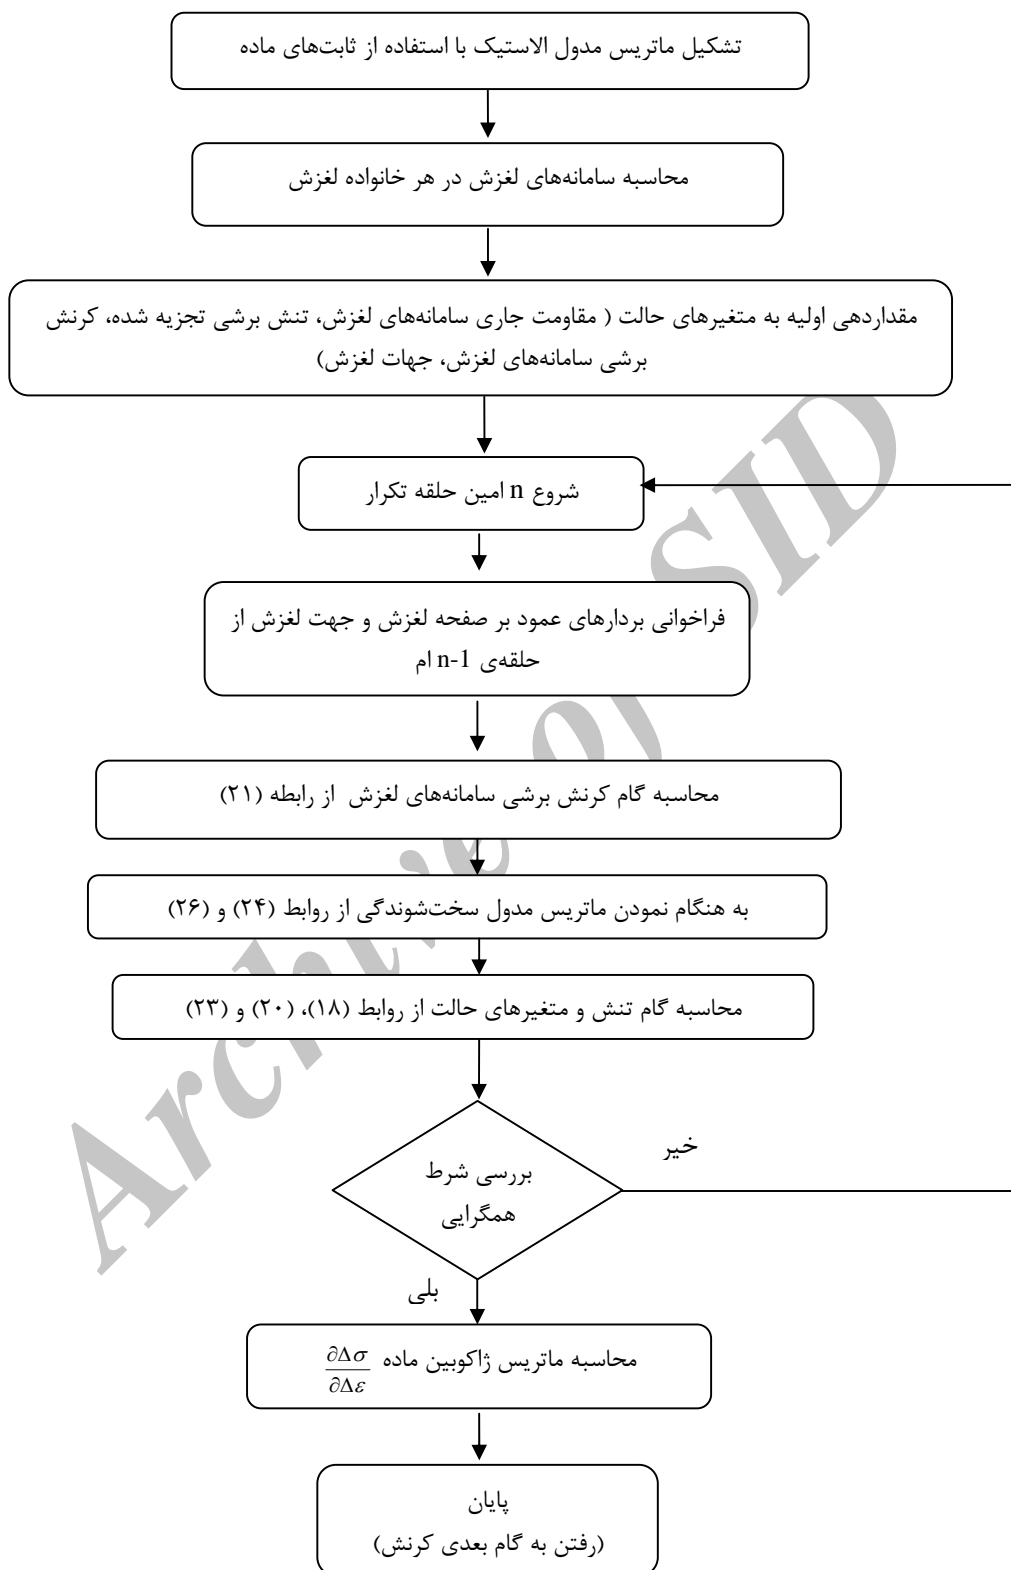 تشکیل ماتریس مدول الاستیک با استفاده از ثابت‌های ماده
محاسبه سامانه‌های لغزش در هر خانواده لغزش
مقداردهی اولیه به متغیرهای حالت ( مقاومت جاری سامانه‌های لغزش، تنش برشی تجزیه شده، کرنش
برشی سامانه‌های لغزش، جهات لغزش)
شروع n امین حلقه تکرار
فراخوانی بردارهای عمود بر صفحه لغزش و جهت لغزش از
حلقه‌ی n-1 ام
محاسبه گام کرنش برشی سامانه‌های لغزش از رابطه (۲۱)
به هنگام نمودن ماتریس مدول سخت‌شوندگی از روابط (۲۴) و (۲۶)
محاسبه گام تنش و متغیرهای حالت از روابط (۱۸)، (۲۰) و (۲۳)
بررسی شرط
همگرایی
خیر
بلی
محاسبه ماتریس ژاکوبین ماده ∂Δσ/∂Δε
پایان
(رفتن به گام بعدی کرنش)
Archive of SID